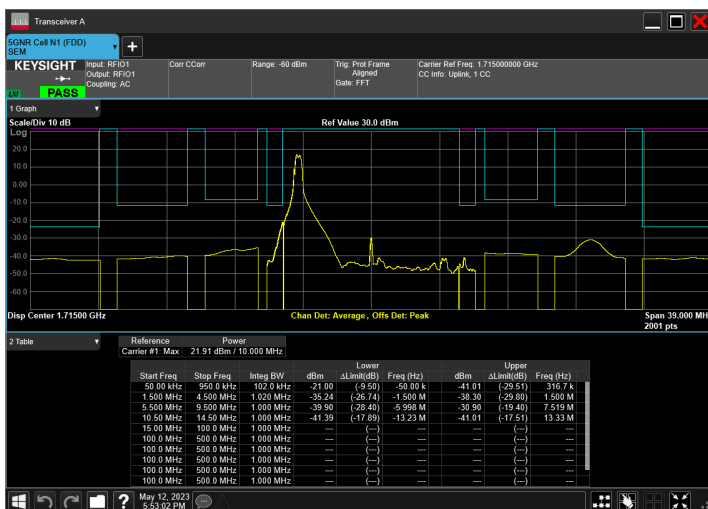 Transceiver A
5GNR Cell N1 (FDD)
SEM
KEYSIGHT
LXI
PASS
Input: RFIO1
Output: RFIO1
Coupling: AC
Corr CCorr
Range: -60 dBm
Trig: Prot Frame
Aligned
Gate: FFT
Carrier Ref Freq: 1.715000000 GHz
CC Info: Uplink, 1 CC
1 Graph
Scale/Div 10 dB
Ref Value 30.0 dBm
Log
20.0
10.0
0.00
-10.0
-20.0
-30.0
-40.0
-50.0
-60.0
Disp Center 1.71500 GHz
Chan Det: Average, Offs Det: Peak
Span 39.000 MH
2001 pts
2 Table
Reference Power
Carrier #1: Max 21.91 dBm / 10.000 MHz
Lower Upper
Start Freq Stop Freq Integ BW dBm ΔLimit(dB) Freq (Hz) dBm ΔLimit(dB) Freq (Hz)
50.00 kHz 950.0 kHz 102.0 kHz -21.00 (-9.50) -50.00 k -41.01 (-29.51) 316.7 k
1.500 MHz 4.500 MHz 1.020 MHz -35.24 (-26.74) -1.500 M -38.30 (-29.80) 1.500 M
5.500 MHz 9.500 MHz 1.000 MHz -39.90 (-28.40) -5.998 M -30.90 (-19.40) 7.519 M
10.50 MHz 14.50 MHz 1.000 MHz -41.39 (-17.89) -13.23 M -41.01 (-17.51) 13.33 M
15.00 MHz 100.0 MHz 1.000 MHz --- (---) --- --- (---) ---
100.0 MHz 500.0 MHz 1.000 MHz --- (---) --- --- (---) ---
100.0 MHz 500.0 MHz 1.000 MHz --- (---) --- --- (---) ---
100.0 MHz 500.0 MHz 1.000 MHz --- (---) --- --- (---) ---
100.0 MHz 500.0 MHz 1.000 MHz --- (---) --- --- (---) ---
100.0 MHz 500.0 MHz 1.000 MHz --- (---) --- --- (---) ---
May 12, 2023
5:53:02 PM